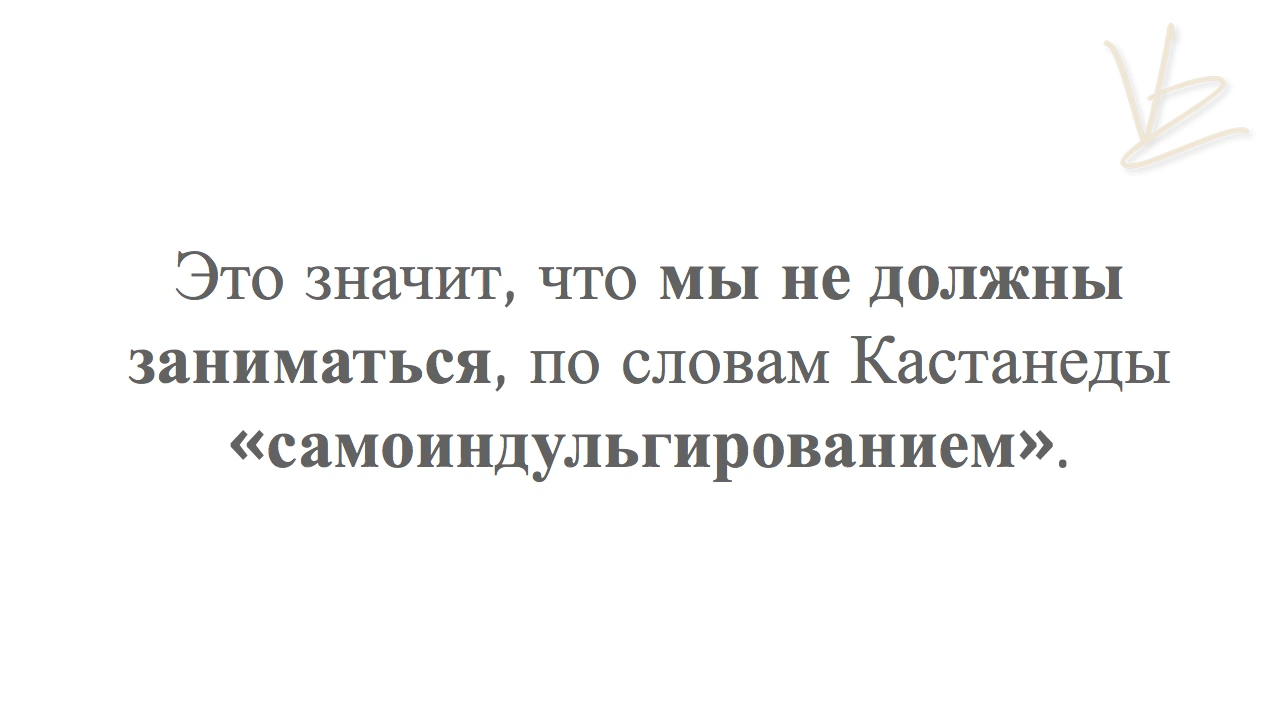 Это значит, что мы не должны
заниматься, по словам Кастанеды
«самоиндульгированием».